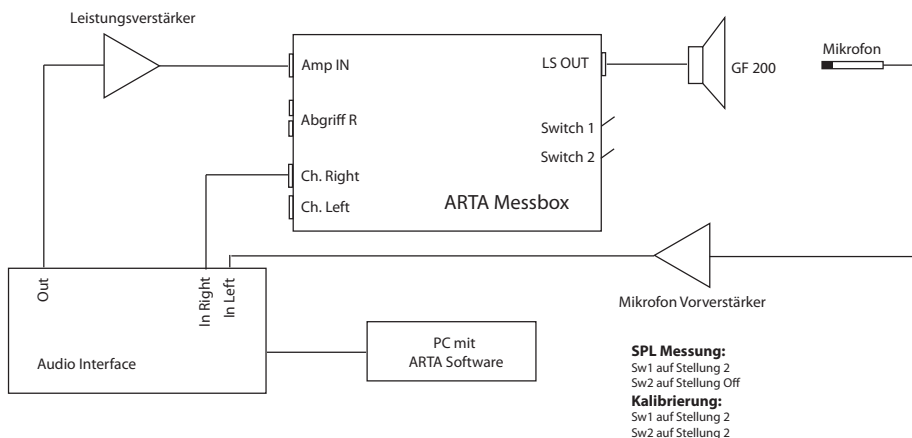 Leistungsverstärker
Amp IN
LS OUT
GF 200
Mikrofon
Abgriff R
Switch 1
Switch 2
Ch. Right
Ch. Left
ARTA Messbox
Out
In Right
In Left
Mikrofon Vorverstärker
Audio Interface
PC mit
ARTA Software
SPL Messung:
Sw1 auf Stellung 2
Sw2 auf Stellung Off
Kalibrierung:
Sw1 auf Stellung 2
Sw2 auf Stellung 2